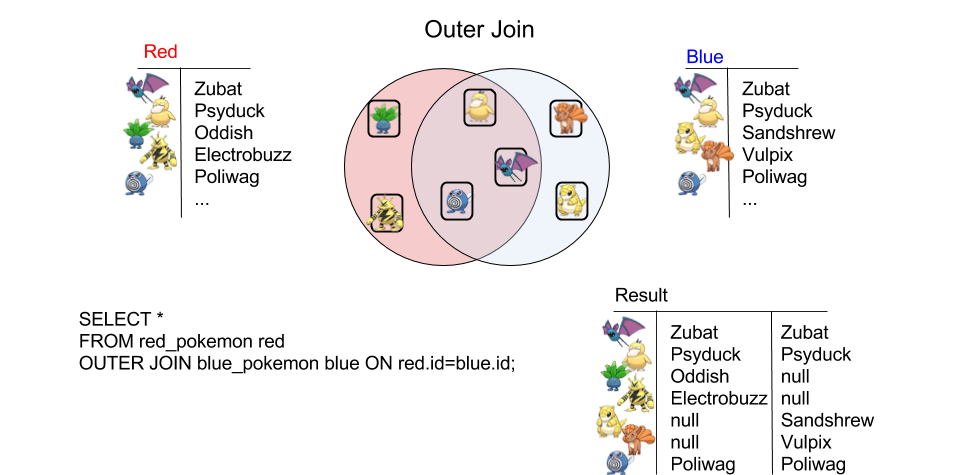 Outer Join
Red
Zubat
Psyduck
Oddish
Electrobuzz
Poliwag
...
Blue
Zubat
Psyduck
Sandshrew
Vulpix
Poliwag
...
SELECT *
FROM red_pokemon red
OUTER JOIN blue_pokemon blue ON red.id=blue.id;
Result
Zubat Zubat
Psyduck Psyduck
Oddish null
Electrobuzz null
null Sandshrew
null Vulpix
Poliwag Poliwag